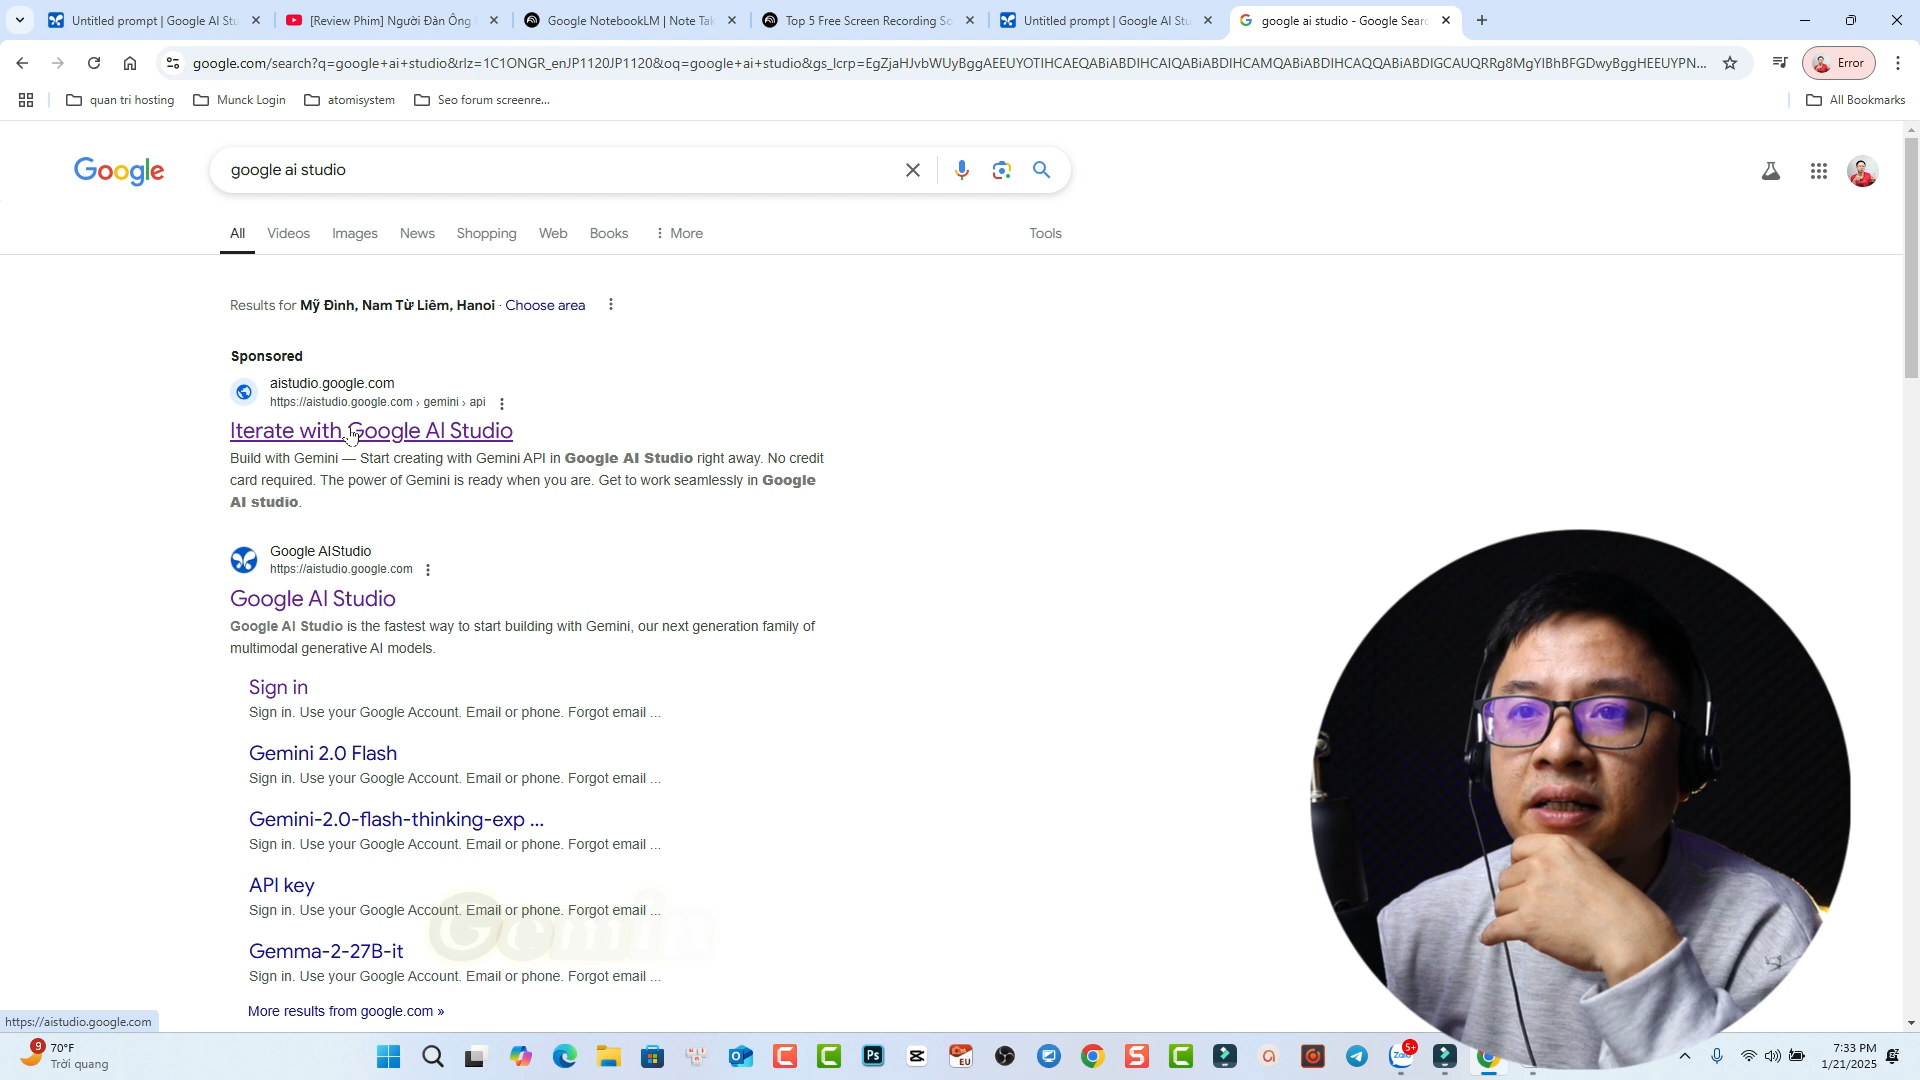 Untitled prompt | Google AI Stu
[Review Phim] Người Đàn Ông
Google NotebookLM | Note Tak
Top 5 Free Screen Recording So
Untitled prompt | Google AI Stu
google ai studio - Google Searc
google.com/search?q=google+ai+studio&rlz=1C1ONGR_enJP1120JP1120&oq=google+ai+studio&gs_lcrp=EgZjaHJvbWUyBggAEEUYOTIHCAEQABiABDIHCAIQABiABDIHCAMQABiABDIHCAQQABiABDIGCAUQRRg8MgYIBhBFGDwyBggHEEUYPN...
Error
quan tri hosting
Munck Login
atomisystem
Seo forum screenre...
All Bookmarks
Google
google ai studio
All
Videos
Images
News
Shopping
Web
Books
More
Tools
Results for Mỹ Đình, Nam Từ Liêm, Hanoi · Choose area
Sponsored
aistudio.google.com
https://aistudio.google.com › gemini › api
Iterate with Google AI Studio
Build with Gemini — Start creating with Gemini API in Google AI Studio right away. No credit
card required. The power of Gemini is ready when you are. Get to work seamlessly in Google
AI studio.
Google AIStudio
https://aistudio.google.com
Google AI Studio
Google AI Studio is the fastest way to start building with Gemini, our next generation family of
multimodal generative AI models.
Sign in
Sign in. Use your Google Account. Email or phone. Forgot email ...
Gemini 2.0 Flash
Sign in. Use your Google Account. Email or phone. Forgot email ...
Gemini-2.0-flash-thinking-exp ...
Sign in. Use your Google Account. Email or phone. Forgot email ...
API key
Sign in. Use your Google Account. Email or phone. Forgot email ...
Gemma-2-27B-it
Sign in. Use your Google Account. Email or phone. Forgot email ...
More results from google.com »
https://aistudio.google.com
9
70°F
Trời quang
Ps
EU
S
Zalo
5+
7:33 PM
1/21/2025